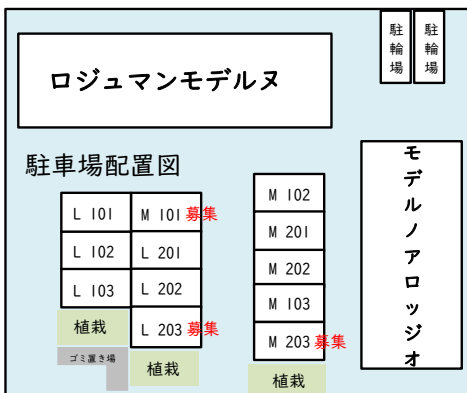 駐輪場
駐輪場
ロジュマンモデルヌ
モデルノアロッジオ
駐車場配置図
L 101
M 101 募集
L 102
L 201
L 103
L 202
植栽
L 203 募集
ゴミ置き場
植栽
M 102
M 201
M 202
M 103
M 203 募集
植栽